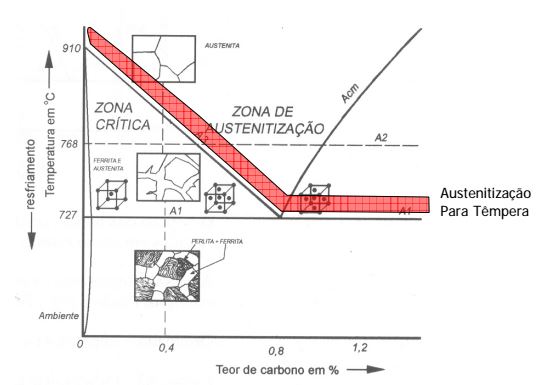 AUSTENITA
910
ZONA
CRÍTICA
ZONA DE
AUSTENITIZAÇÃO
Acm
A2
768
FERRITA E
AUSTENITA
A1
A1
727
PERLITA + FERRITA
Ambiente
0
0,4
0,8
1,2
Teor de carbono em %
resfriamento
Temperatura em °C
Austenitização
Para Têmpera